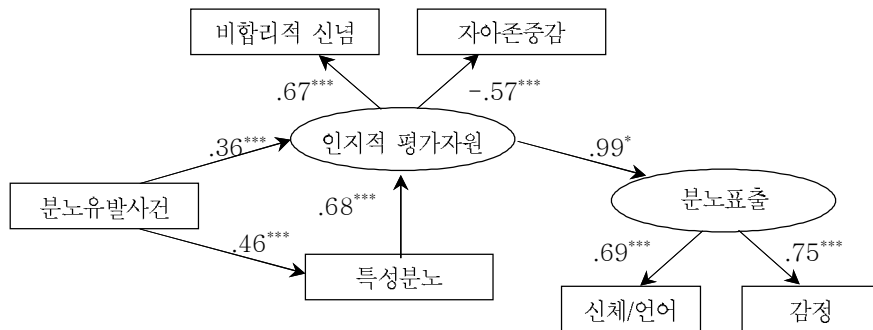 비합리적 신념
자아존중감
.67***
-.57***
.36***
인지적 평가자원
.99*
분노유발사건
.68***
분노표출
.46***
특성분노
.69***
.75***
신체/언어
감정